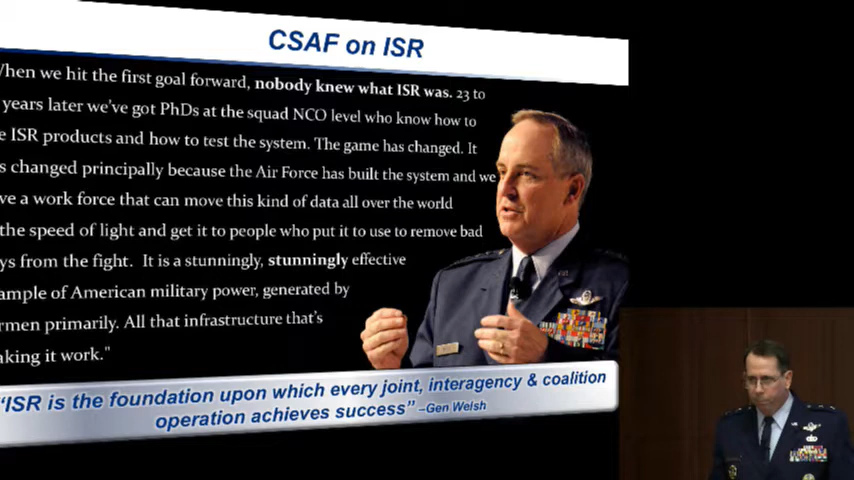 CSAF on ISR
hen we hit the first goal forward, nobody knew what ISR was. 23 to
years later we've got PhDs at the squad NCO level who know how to
e ISR products and how to test the system. The game has changed. It
s changed principally because the Air Force has built the system and we
ve a work force that can move this kind of data all over the world
the speed of light and get it to people who put it to use to remove bad
ys from the fight. It is a stunningly, stunningly effective
ample of American military power, generated by
rmen primarily. All that infrastructure that's
aking it work."
"ISR is the foundation upon which every joint, interagency & coalition
operation achieves success" –Gen Welsh